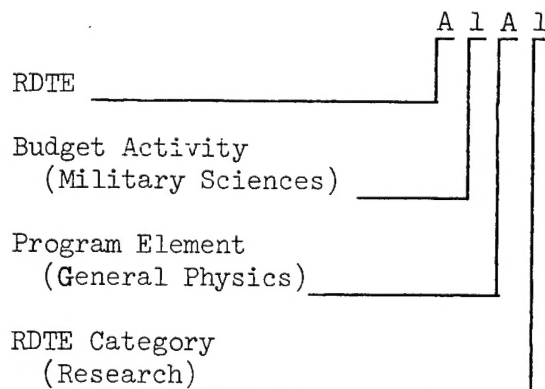 A 1 A 1
RDTE
Budget Activity
(Military Sciences)
Program Element
(General Physics)
RDTE Category
(Research)